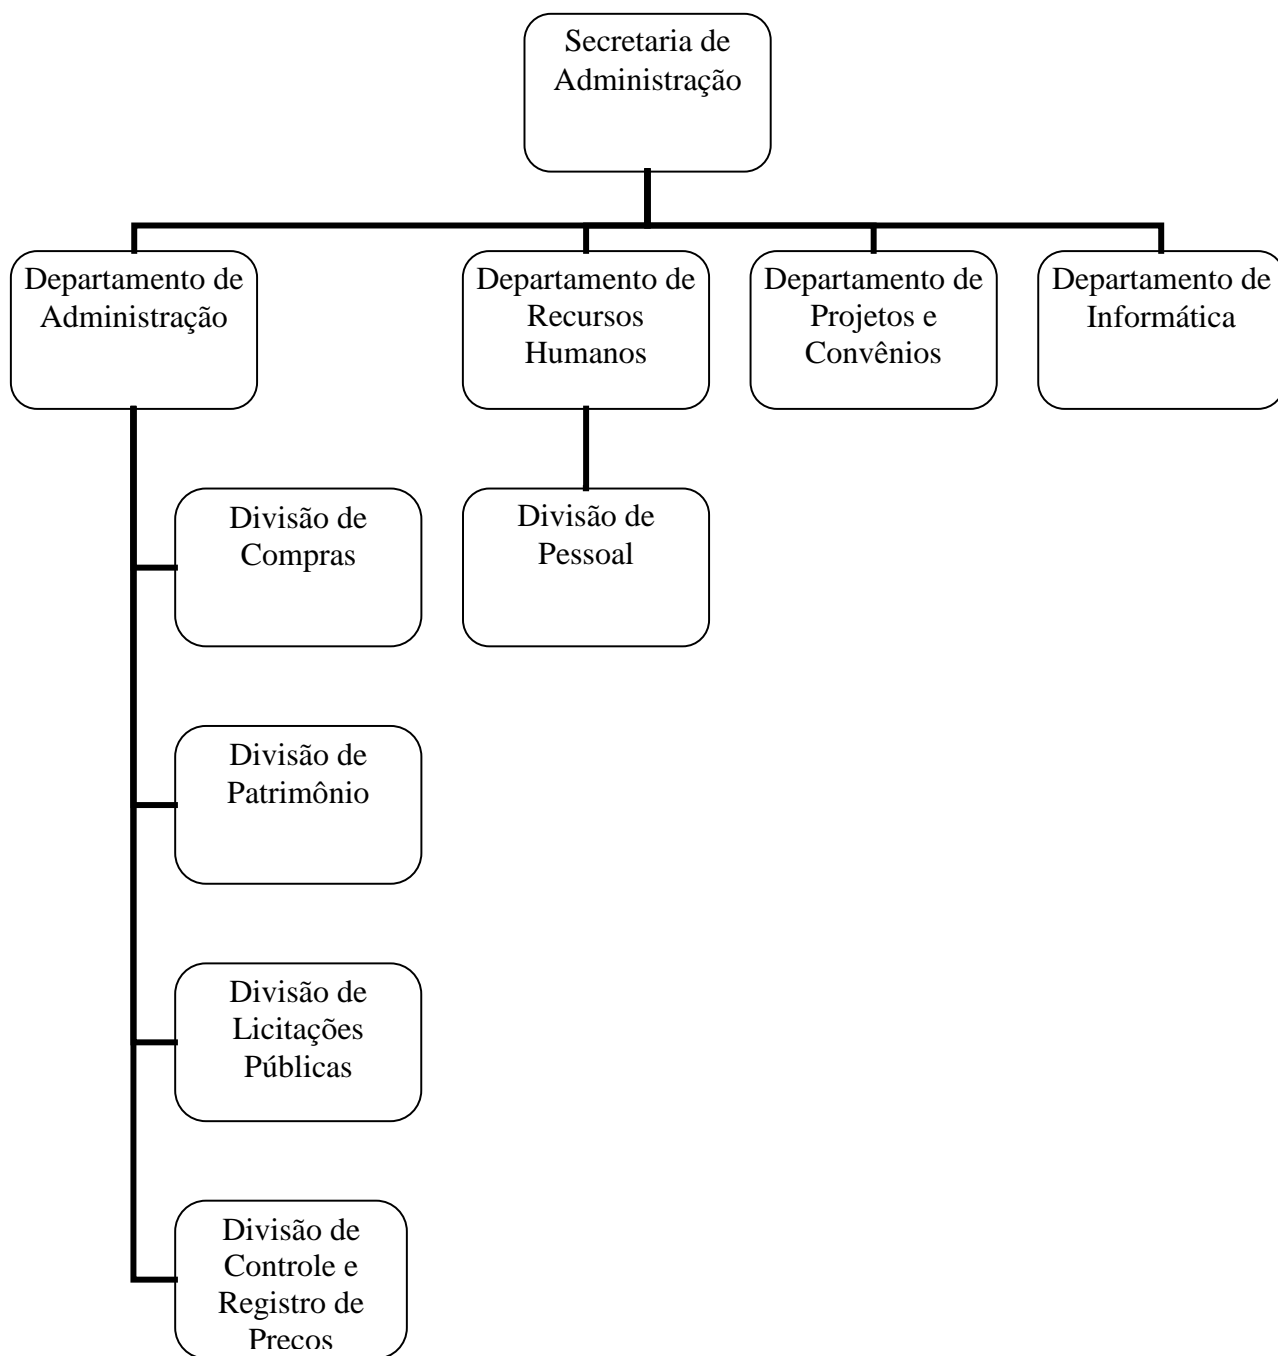 Secretaria de
Administração
Departamento de
Administração
Departamento de
Recursos
Humanos
Departamento de
Projetos e
Convênios
Departamento de
Informática
Divisão de
Compras
Divisão de
Pessoal
Divisão de
Patrimônio
Divisão de
Licitações
Públicas
Divisão de
Controle e
Registro de
Preços